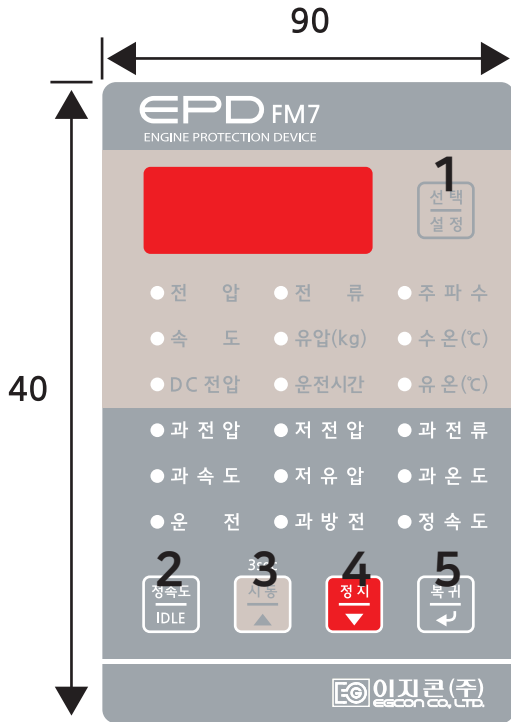 90
40
EPD FM7
ENGINE PROTECTION DEVICE
1
선택
설정
전 압 전 류 주 파 수
속 도 유압(kg) 수 온(℃)
DC 전압 운전시간 유 온(℃)
과 전 압 저 전 압 과 전 류
과 속 도 저 유 압 과 온 도
운 전 과 방 전 정 속 도
3sec
2 3 4 5
정속도 시동 정지 복귀
IDLE ▲ ▼ ↵
EG 이지콘(주)
EGCON CO., LTD.